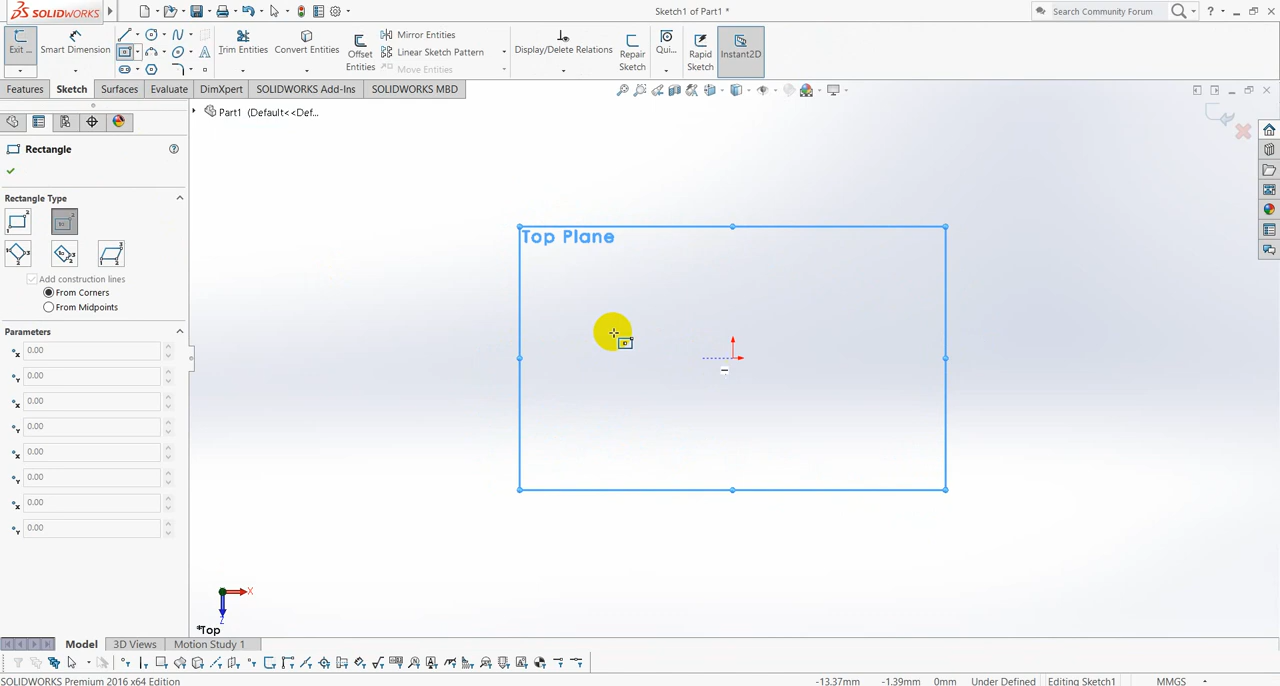 SOLIDWORKS
Sketch1 of Part1 *
Search Community Forum
?
Exit ...
Smart Dimension
Trim Entities
Convert Entities
Offset Entities
Mirror Entities
Linear Sketch Pattern
Move Entities
Display/Delete Relations
Repair Sketch
Qui...
Rapid Sketch
Instant2D
Features
Sketch
Surfaces
Evaluate
DimXpert
SOLIDWORKS Add-Ins
SOLIDWORKS MBD
Part1 (Default<<Def...
Rectangle
Rectangle Type
Add construction lines
From Corners
From Midpoints
Parameters
0.00
0.00
0.00
0.00
0.00
0.00
0.00
0.00
Top Plane
X
Z
*Top
Model
3D Views
Motion Study 1
SOLIDWORKS Premium 2016 x64 Edition
-13.37mm
-1.39mm
0mm
Under Defined
Editing Sketch1
MMGS